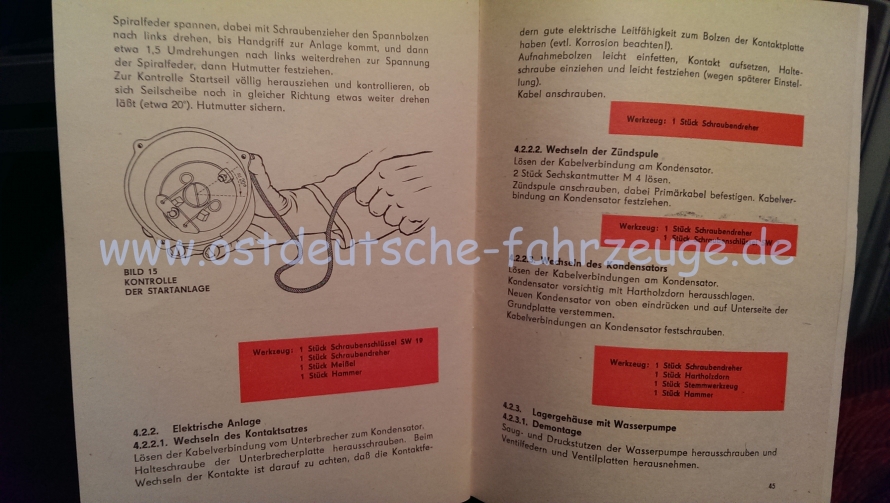 Spiralfeder spannen, dabei mit Schraubenzieher den Spannbolzen
nach links drehen, bis Handgriff zur Anlage kommt, und dann
etwa 1,5 Umdrehungen nach links weiterdrehen zur Spannung
der Spiralfeder, dann Hutmutter festziehen.
Zur Kontrolle Startseil völlig herausziehen und kontrollieren, ob
sich Seilscheibe noch in gleicher Richtung etwas weiter drehen
läßt (etwa 20°). Hutmutter sichern.
BILD 15
KONTROLLE
DER STARTANLAGE
Werkzeug: 1 Stück Schraubenschlüssel SW 19
1 Stück Schraubendreher
1 Stück Meißel
1 Stück Hammer
4.2.2. Elektrische Anlage
4.2.2.1. Wechseln des Kontaktsatzes
Lösen der Kabelverbindung vom Unterbrecher zum Kondensator.
Halteschraube der Unterbrecherplatte herausschrauben. Beim
Wechseln der Kontakte ist darauf zu achten, daß die Kontaktfe-
dern gute elektrische Leitfähigkeit zum Bolzen der Kontaktplatte
haben (evtl. Korrosion beachten!).
Aufnahmebolzen leicht einfetten, Kontakt aufsetzen, Halte-
schraube einziehen und leicht festziehen (wegen späterer Einstel-
lung).
Kabel anschrauben.
Werkzeug: 1 Stück Schraubendreher
4.2.2.2. Wechseln der Zündspule
Lösen der Kabelverbindung am Kondensator.
2 Stück Sechskantmutter M 4 lösen.
Zündspule anschrauben, dabei Primärkabel befestigen. Kabelver-
bindung an Kondensator festziehen.
Werkzeug: 1 Stück Schraubendreher
1 Stück Schraubenschlüssel SW
www.ostdeutsche-fahrzeuge.de
4.2.2.3. Wechseln des Kondensators
Lösen der Kabelverbindungen am Kondensator.
Kondensator vorsichtig mit Hartholzdorn herausschlagen.
Neuen Kondensator von oben eindrücken und auf Unterseite der
Grundplatte verstemmen.
Kabelverbindungen an Kondensator festschrauben.
Werkzeug: 1 Stück Schraubendreher
1 Stück Hartholzdorn
1 Stück Stemmwerkzeug
1 Stück Hammer
4.2.3. Lagergehäuse mit Wasserpumpe
4.2.3.1. Demontage
Saug- und Druckstutzen der Wasserpumpe herausschrauben und
Ventilfedern und Ventilplatten herausnehmen.